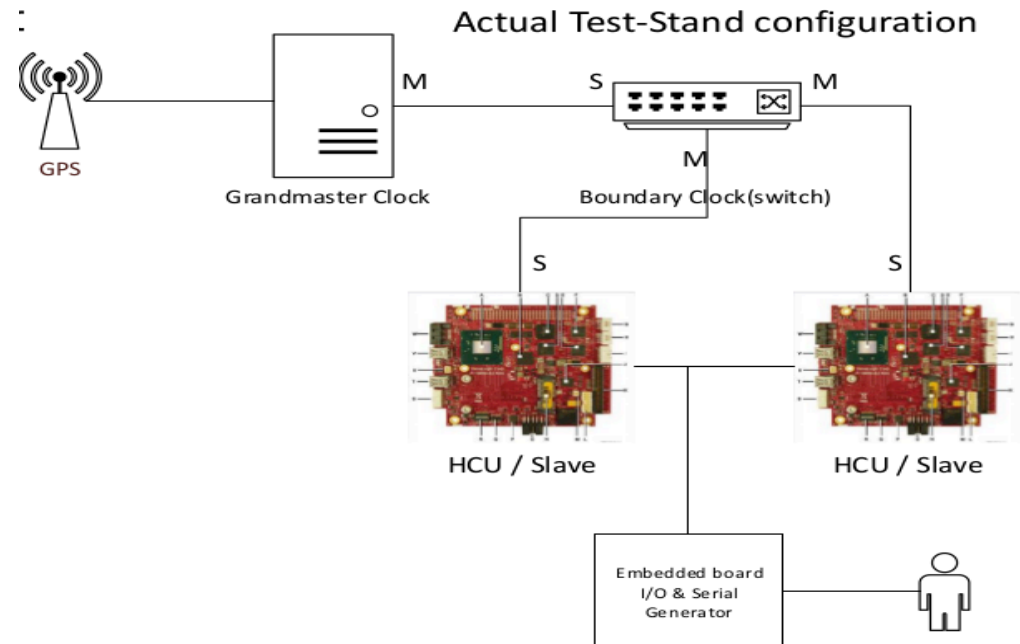 Actual Test-Stand configuration
M
S
M
GPS
M
Grandmaster Clock
Boundary Clock(switch)
S
S
HCU / Slave
HCU / Slave
Embedded board
I/O & Serial
Generator